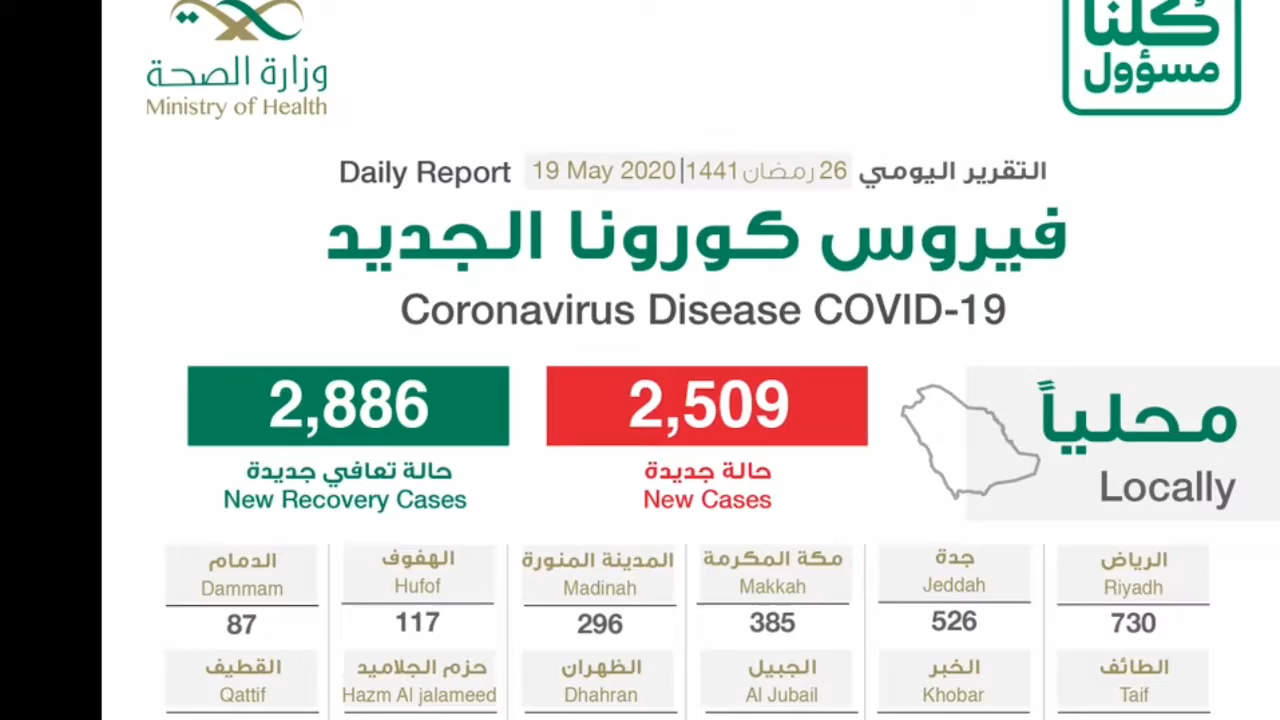 كلنا
مسؤول
وزارة الصحة
Ministry of Health
التقرير اليومي 26 رمضان 1441|19 May 2020 Daily Report
فيروس كورونا الجديد
Coronavirus Disease COVID-19
محلياً
Locally
2,509
حالة جديدة
New Cases
2,886
حالة تعافي جديدة
New Recovery Cases
الرياض
Riyadh
730
جدة
Jeddah
526
مكة المكرمة
Makkah
385
المدينة المنورة
Madinah
296
الهفوف
Hufof
117
الدمام
Dammam
87
الطائف
Taif
الخبر
Khobar
الجبيل
Al Jubail
الظهران
Dhahran
حزم الجلاميد
Hazm Al jalameed
القطيف
Qattif